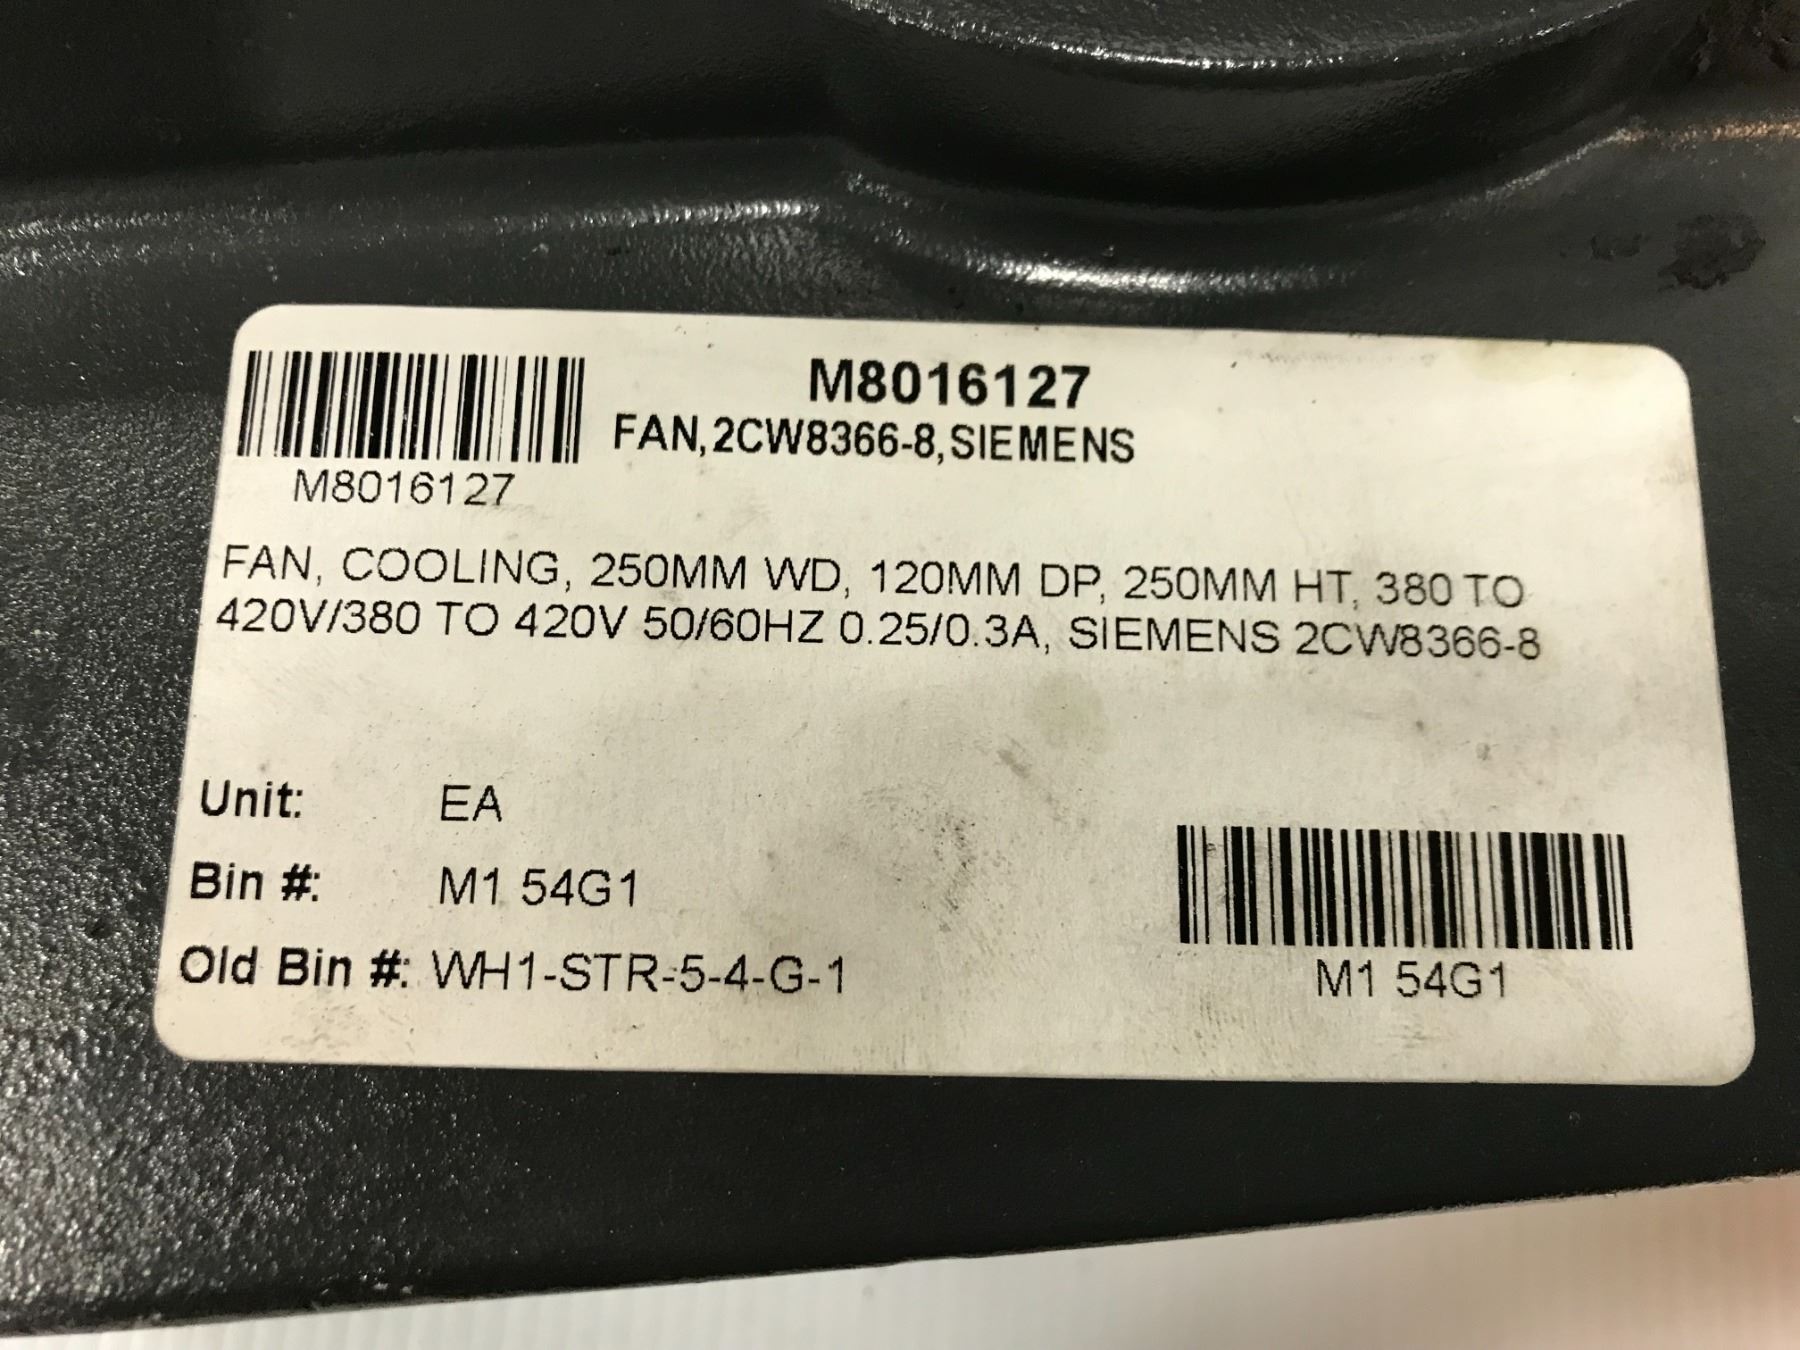 M8016127
FAN,2CW8366-8,SIEMENS
M8016127
FAN, COOLING, 250MM WD, 120MM DP, 250MM HT, 380 TO
420V/380 TO 420V 50/60HZ 0.25/0.3A, SIEMENS 2CW8366-8
Unit: EA
Bin #: M1 54G1
Old Bin #: WH1-STR-5-4-G-1
M1 54G1